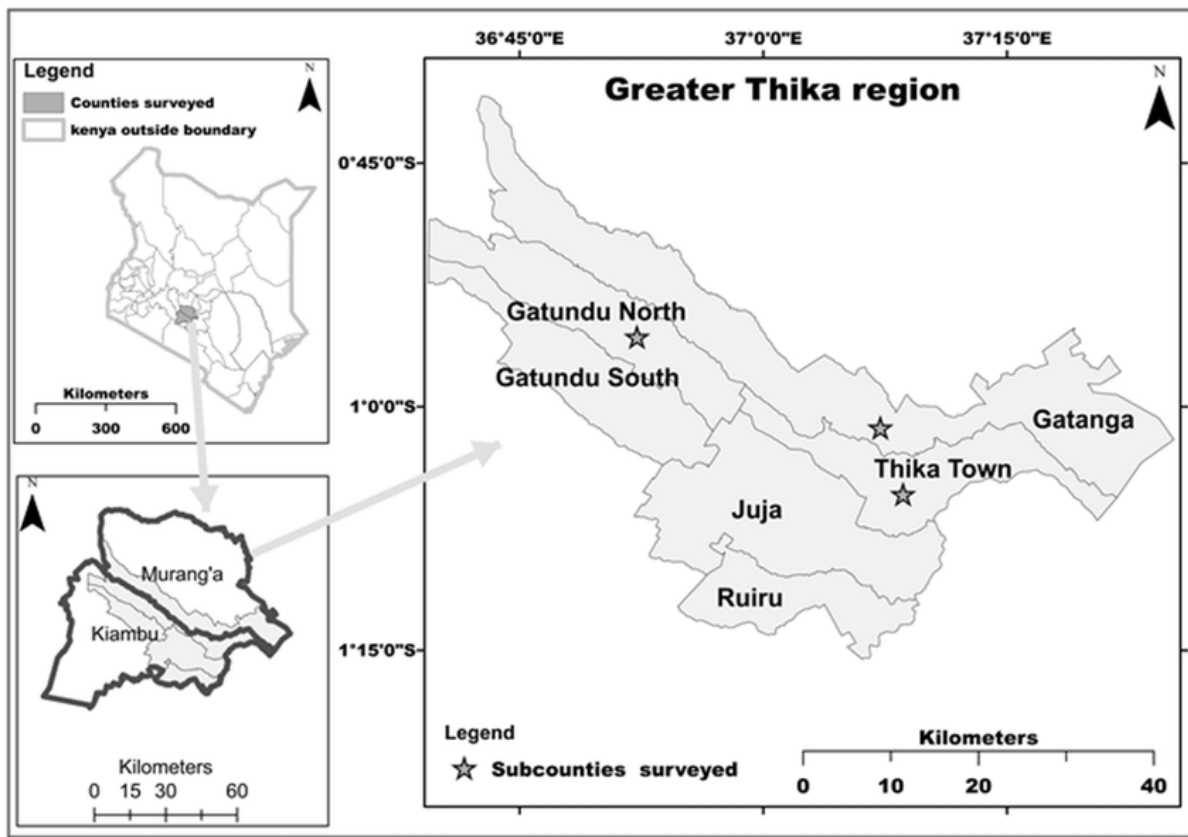 Legend
N
Counties surveyed
kenya outside boundary
Kilometers
0 300 600
N
Murang'a
Kiambu
Kilometers
0 15 30 60
36°45'0"E 37°0'0"E 37°15'0"E
Greater Thika region
N
0°45'0"S
1°0'0"S
1°15'0"S
Gatundu North
Gatundu South
Gatanga
Thika Town
Juja
Ruiru
Legend
Subcounties surveyed
Kilometers
0 10 20 40